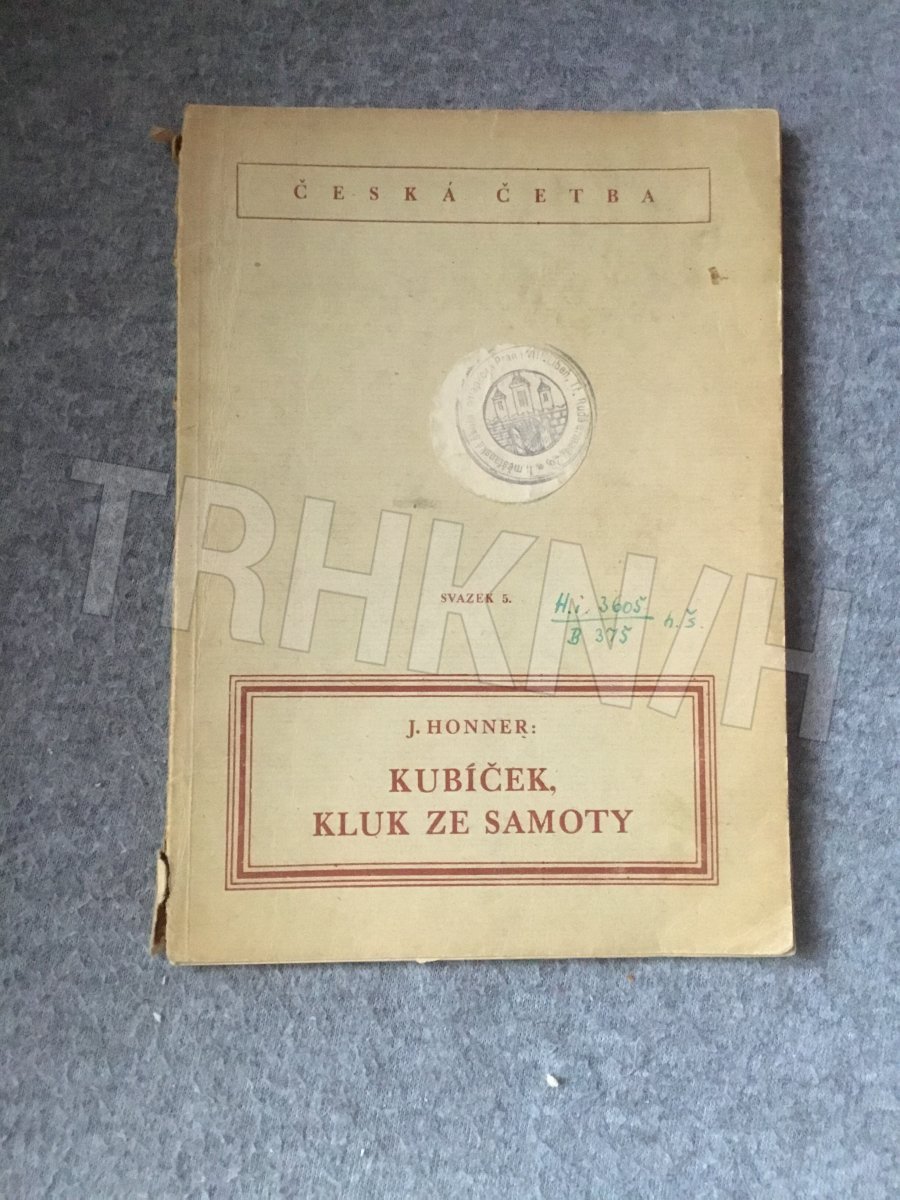 ČESKÁ ČETBA
SVAZEK 5.
H.i. 3605
B 375
h.š.
J. HONNER:
KUBÍČEK,
KLUK ZE SAMOTY
TRHKNIH